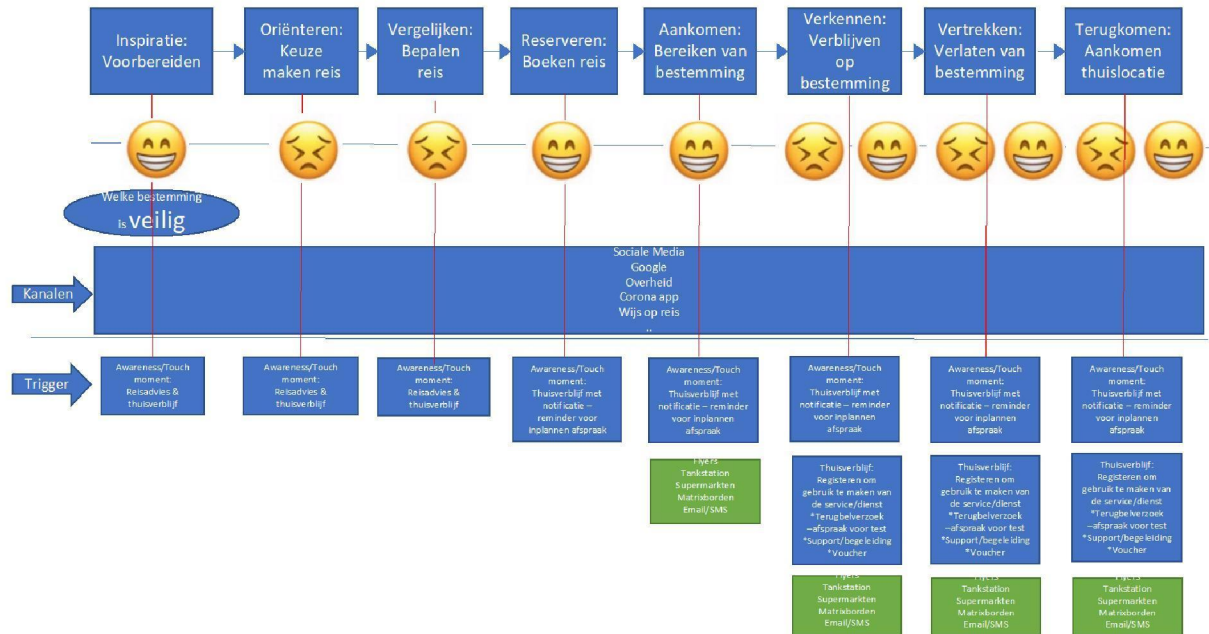 Inspiratie:
Voorbereiden
Oriënteren:
Keuze
maken reis
Vergelijken:
Bepalen
reis
Reserveren:
Boeken reis
Aankomen:
Bereiken van
bestemming
Verkennen:
Verblijven
op
bestemming
Vertrekken:
Verlaten van
bestemming
Terugkomen:
Aankomen
thuislocatie
Welke bestemming
is veilig
Kanalen
Sociale Media
Google
Overheid
Corona app
Wijs op reis
..
Trigger
Awareness/Touch
moment:
Reisadvies &
thuisverblijf
Awareness/Touch
moment:
Reisadvies &
thuisverblijf
Awareness/Touch
moment:
Reisadvies &
thuisverblijf
Awareness/Touch
moment:
Thuisverblijf met
notificatie –
reminder voor
inplannen afspraak
Awareness/Touch
moment:
Thuisverblijf met
notificatie – reminder
voor inplannen
afspraak
Awareness/Touch
moment:
Thuisverblijf met
notificatie – reminder
voor inplannen
afspraak
Awareness/Touch
moment:
Thuisverblijf met
notificatie – reminder
voor inplannen
afspraak
Awareness/Touch
moment:
Thuisverblijf met
notificatie – reminder
voor inplannen
afspraak
Flyers
Tankstation
Supermarkten
Matrixborden
Email/SMS
Thuisverblijf:
Registeren om
gebruik te maken van
de service/dienst
*Terugbelverzoek
–afspraak voor test
*Support/begeleiding
*Voucher
Thuisverblijf:
Registeren om
gebruik te maken van
de service/dienst
*Terugbelverzoek
–afspraak voor test
*Support/begeleiding
*Voucher
Thuisverblijf:
Registeren om
gebruik te maken van
de service/dienst
*Terugbelverzoek
–afspraak voor test
*Support/begeleiding
*Voucher
Flyers
Tankstation
Supermarkten
Matrixborden
Email/SMS
Flyers
Tankstation
Supermarkten
Matrixborden
Email/SMS
Flyers
Tankstation
Supermarkten
Matrixborden
Email/SMS